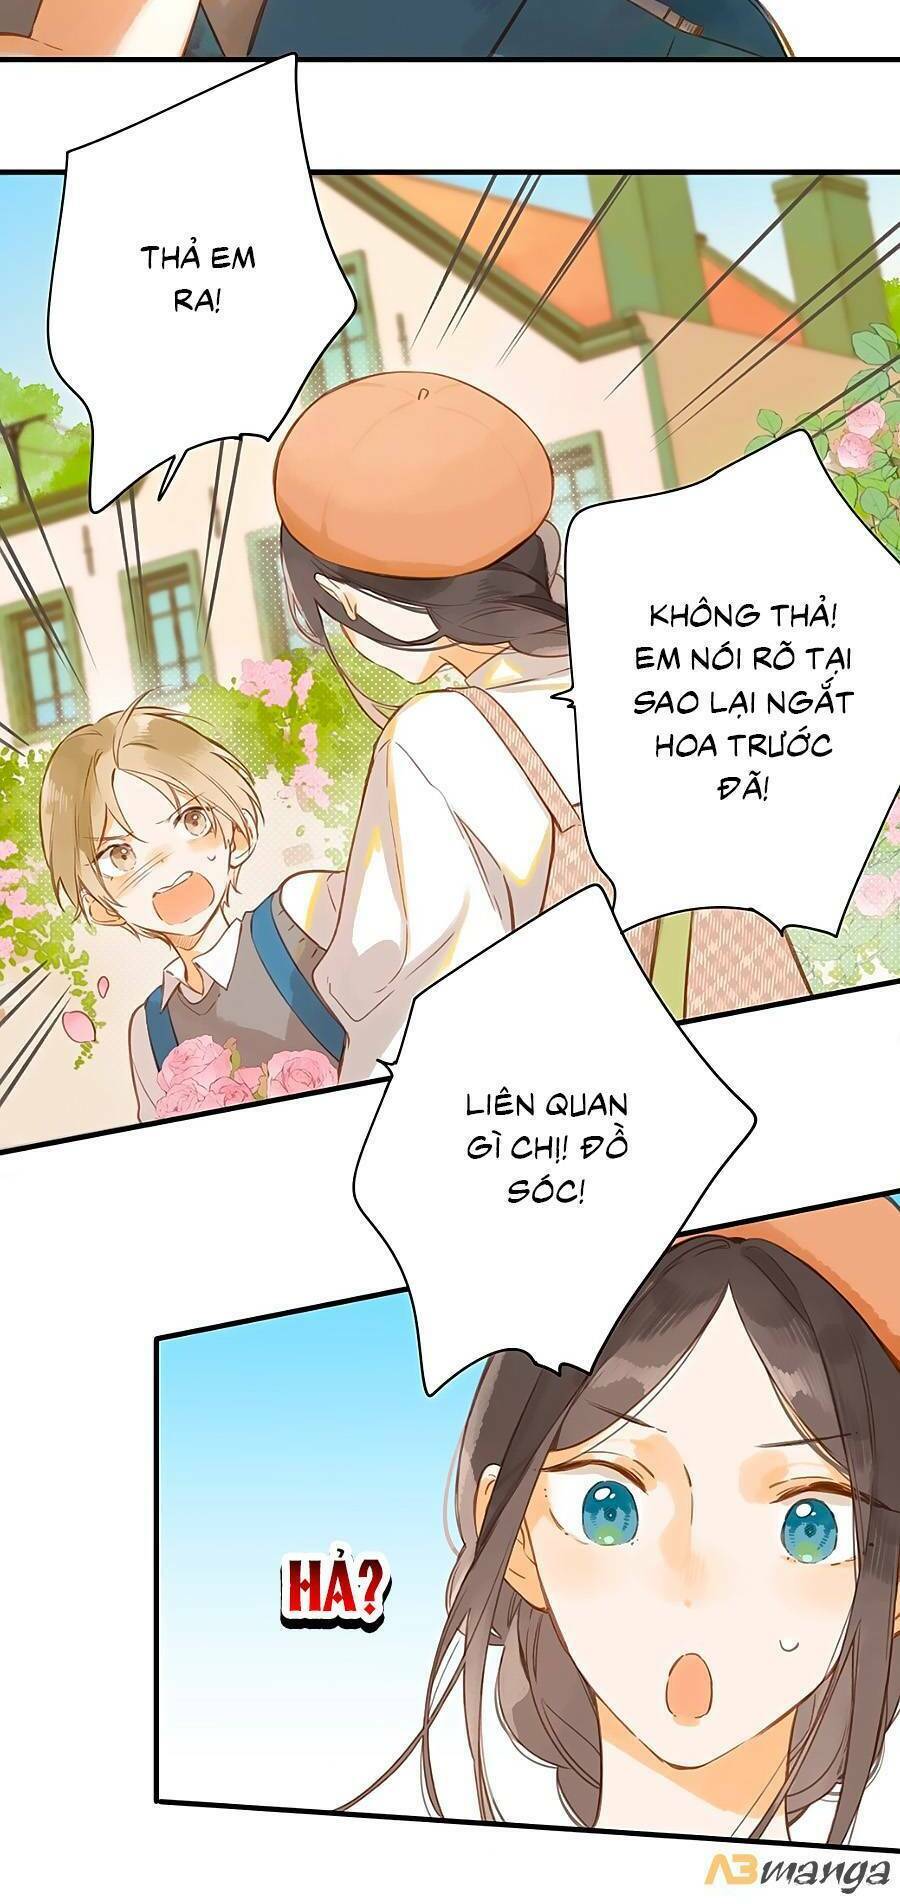 THẢ EM
RA!
KHÔNG THẢ!
EM NÓI RÕ TẠI
SAO LẠI NGẮT
HOA TRƯỚC
ĐÃ!
LIÊN QUAN
GÌ CHỊ! ĐỒ
SÓC!
HẢ?
A3manga